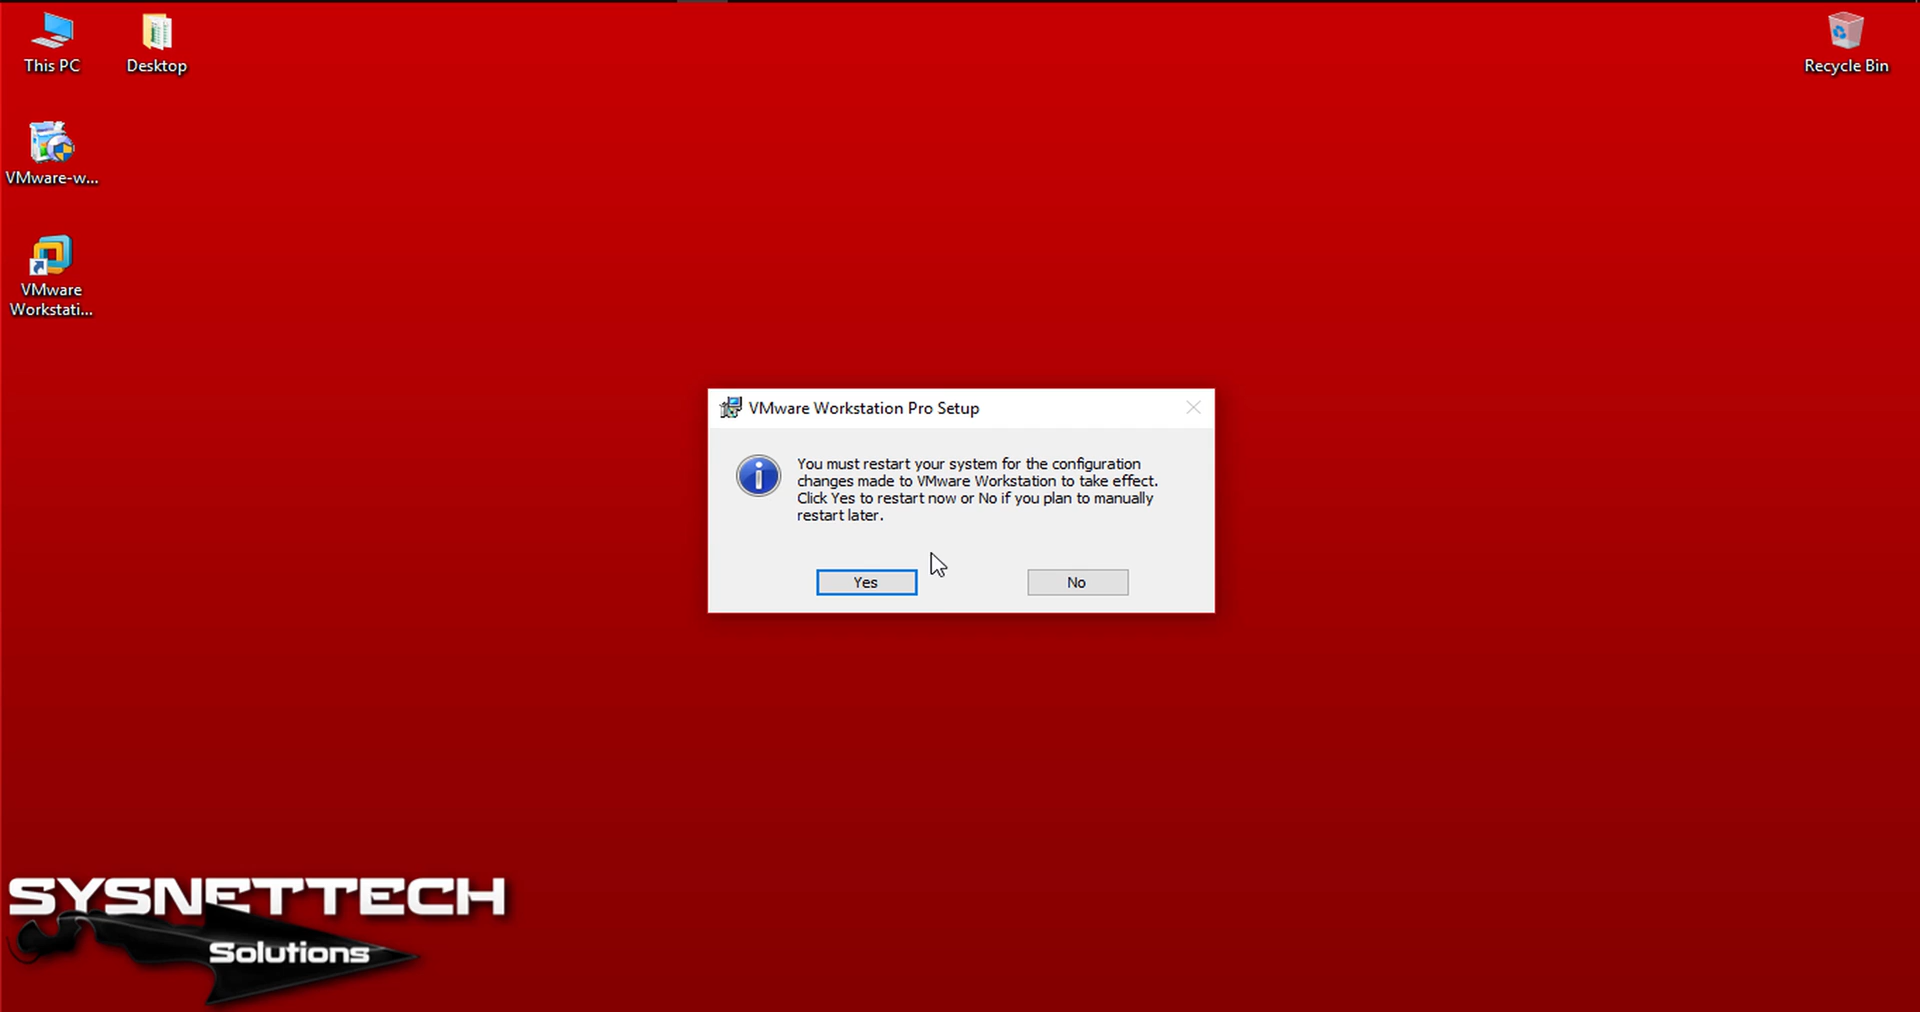 This PC
Desktop
Recycle Bin
VMware-w...
VMware
Workstati...
VMware Workstation Pro Setup
You must restart your system for the configuration
changes made to VMware Workstation to take effect.
Click Yes to restart now or No if you plan to manually
restart later.
Yes
No
SYSNETTECH
Solutions